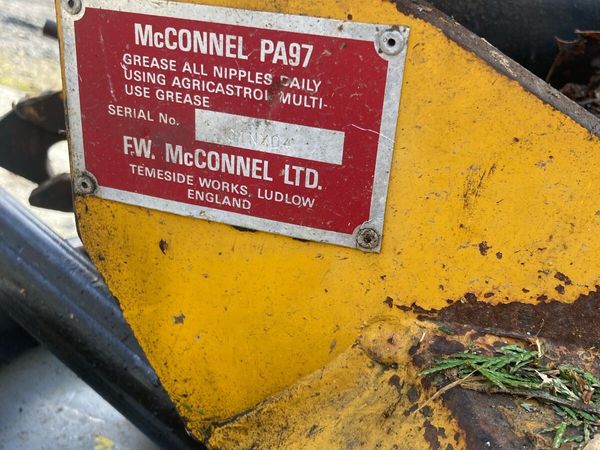 McCONNEL PA97
GREASE ALL NIPPLES DAILY
USING AGRICASTROL MULTI-
USE GREASE
SERIAL No.
F.W. McCONNEL LTD.
TEMESIDE WORKS, LUDLOW
ENGLAND